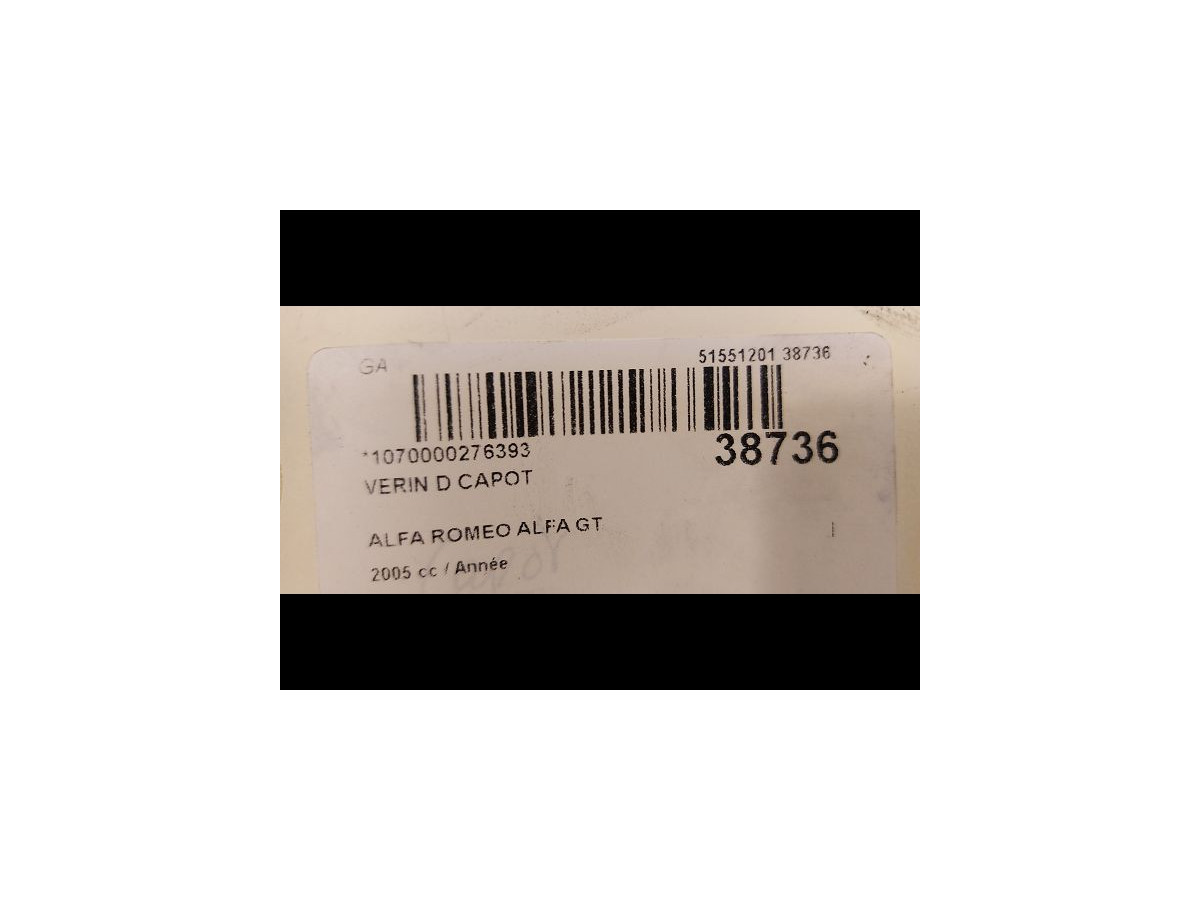 GA
51551201 38736
*1070000276393
38736
VERIN D CAPOT
ALFA ROMEO ALFA GT
2005 cc / Année